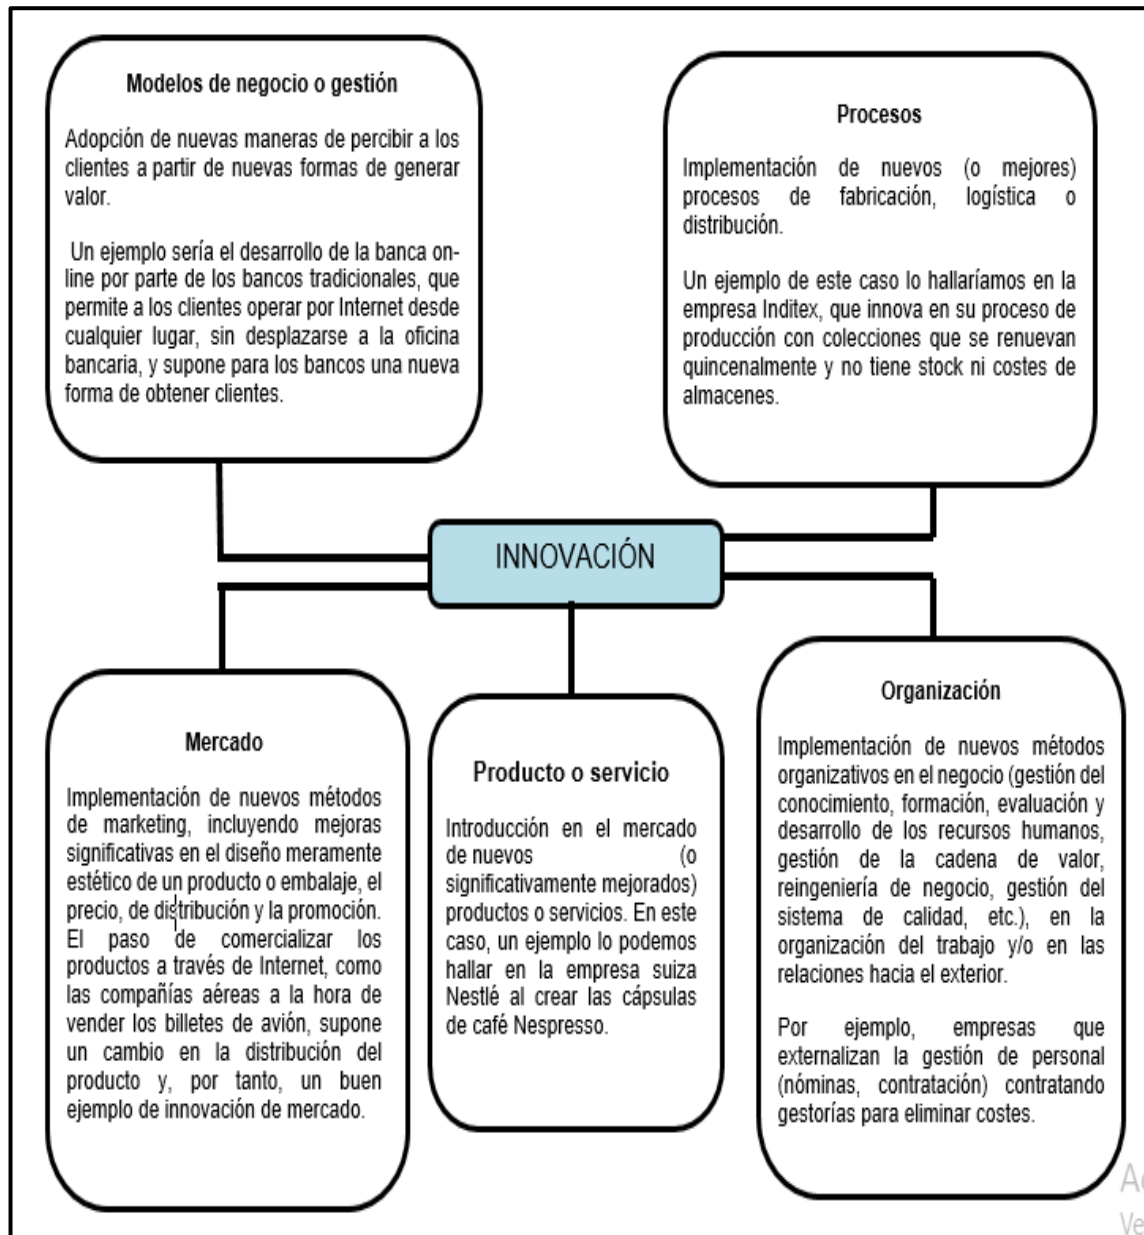 Modelos de negocio o gestión
Adopción de nuevas maneras de percibir a los
clientes a partir de nuevas formas de generar
valor.
Un ejemplo sería el desarrollo de la banca on-
line por parte de los bancos tradicionales, que
permite a los clientes operar por Internet desde
cualquier lugar, sin desplazarse a la oficina
bancaria, y supone para los bancos una nueva
forma de obtener clientes.
Procesos
Implementación de nuevos (o mejores)
procesos de fabricación, logística o
distribución.
Un ejemplo de este caso lo hallaríamos en la
empresa Inditex, que innova en su proceso de
producción con colecciones que se renuevan
quincenalmente y no tiene stock ni costes de
almacenes.
INNOVACIÓN
Mercado
Implementación de nuevos métodos
de marketing, incluyendo mejoras
significativas en el diseño meramente
estético de un producto o embalaje, el
precio, de distribución y la promoción.
El paso de comercializar los
productos a través de Internet, como
las compañías aéreas a la hora de
vender los billetes de avión, supone
un cambio en la distribución del
producto y, por tanto, un buen
ejemplo de innovación de mercado.
Producto o servicio
Introducción en el mercado
de nuevos (o
significativamente mejorados)
productos o servicios. En este
caso, un ejemplo lo podemos
hallar en la empresa suiza
Nestlé al crear las cápsulas
de café Nespresso.
Organización
Implementación de nuevos métodos
organizativos en el negocio (gestión del
conocimiento, formación, evaluación y
desarrollo de los recursos humanos,
gestión de la cadena de valor,
reingeniería de negocio, gestión del
sistema de calidad, etc.), en la
organización del trabajo y/o en las
relaciones hacia el exterior.
Por ejemplo, empresas que
externalizan la gestión de personal
(nóminas, contratación) contratando
gestorías para eliminar costes.